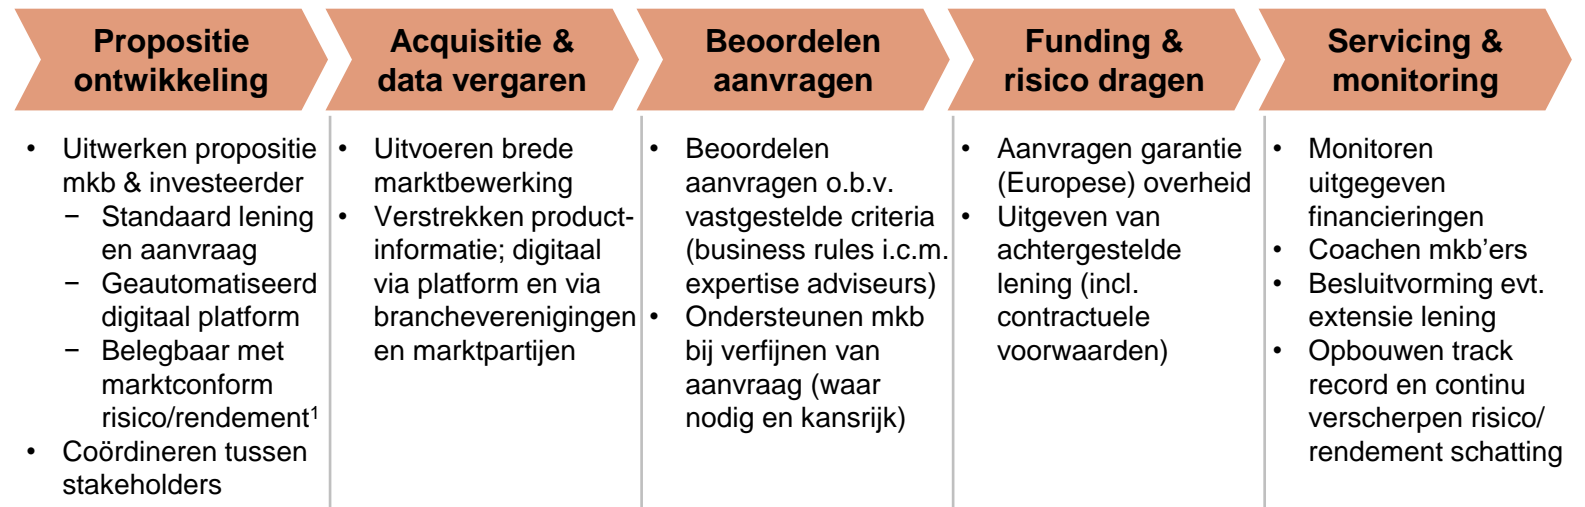 Propositie
ontwikkeling
Acquisitie &
data vergaren
Beoordelen
aanvragen
Funding &
risico dragen
Servicing &
monitoring
• Uitwerken propositie
mkb & investeerder
− Standaard lening
en aanvraag
− Geautomatiseerd
digitaal platform
− Belegbaar met
marktconform
risico/rendement¹
• Coördineren tussen
stakeholders
• Uitvoeren brede
marktbewerking
• Verstrekken product-
informatie; digitaal
via platform en via
brancheverenigingen
en marktpartijen
• Beoordelen
aanvragen o.b.v.
vastgestelde criteria
(business rules i.c.m.
expertise adviseurs)
• Ondersteunen mkb
bij verfijnen van
aanvraag (waar
nodig en kansrijk)
• Aanvragen garantie
(Europese) overheid
• Uitgeven van
achtergestelde
lening (incl.
contractuele
voorwaarden)
• Monitoren
uitgegeven
financieringen
• Coachen mkb’ers
• Besluitvorming evt.
extensie lening
• Opbouwen track
record en continu
verscherpen risico/
rendement schatting